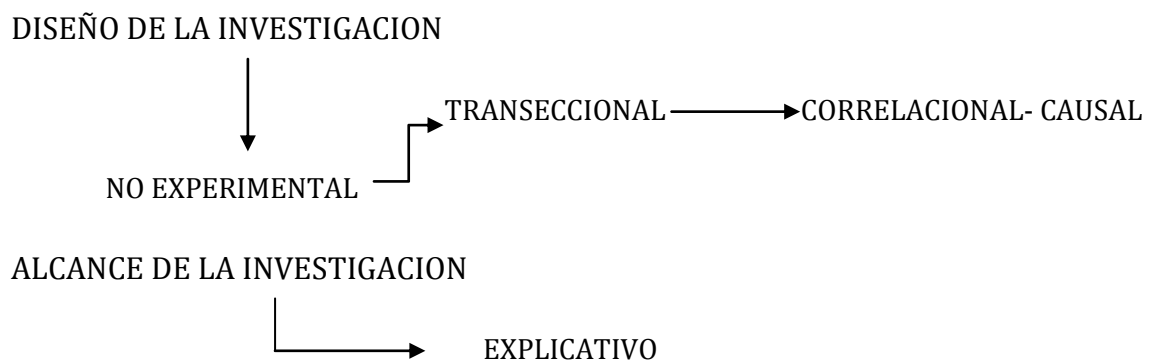 DISEÑO DE LA INVESTIGACION
TRANSECCIONAL
CORRELACIONAL- CAUSAL
NO EXPERIMENTAL
ALCANCE DE LA INVESTIGACION
EXPLICATIVO